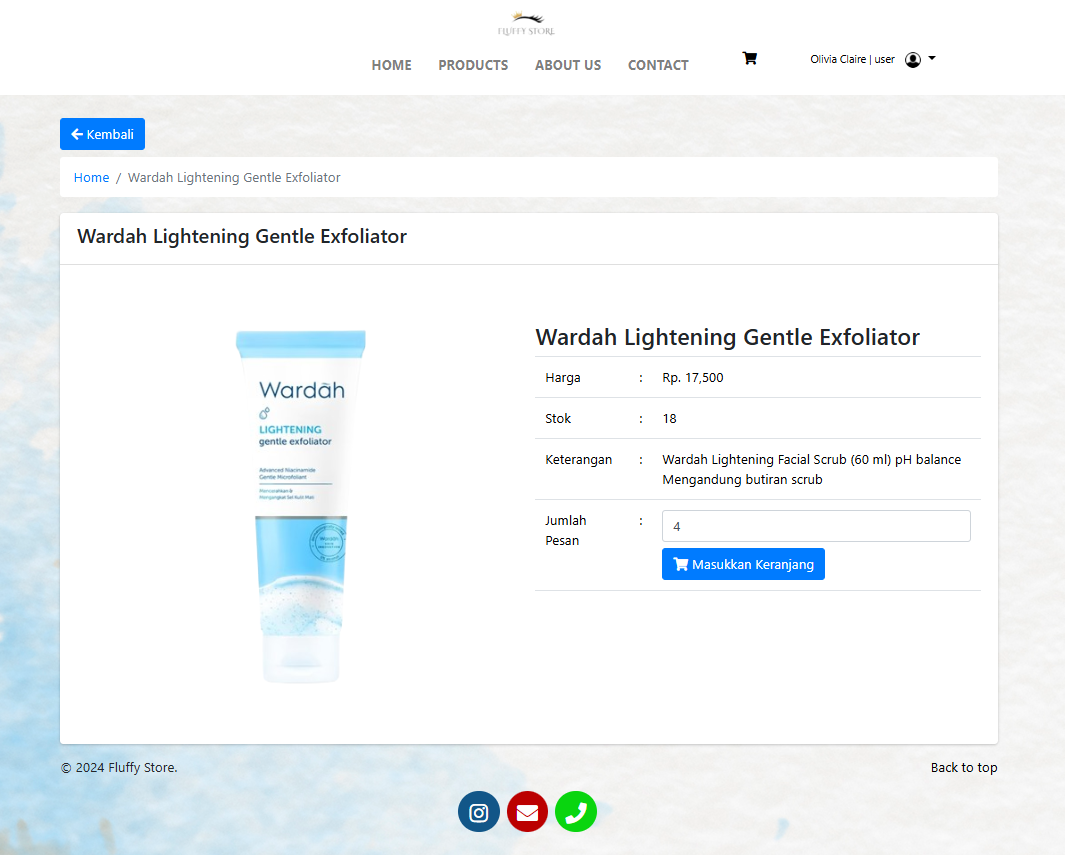 FLUFFY STORE
HOME PRODUCTS ABOUT US CONTACT
Olivia Claire | user
Kembali
Home / Wardah Lightening Gentle Exfoliator
Wardah Lightening Gentle Exfoliator
Wardah
LIGHTENING
gentle exfoliator
Advanced Niacinamide
Gentle Microfoliant
Wardah Lightening Gentle Exfoliator
Harga : Rp. 17,500
Stok : 18
Keterangan : Wardah Lightening Facial Scrub (60 ml) pH balance
Mengandung butiran scrub
Jumlah : 4
Pesan
Masukkan Keranjang
© 2024 Fluffy Store.
Back to top